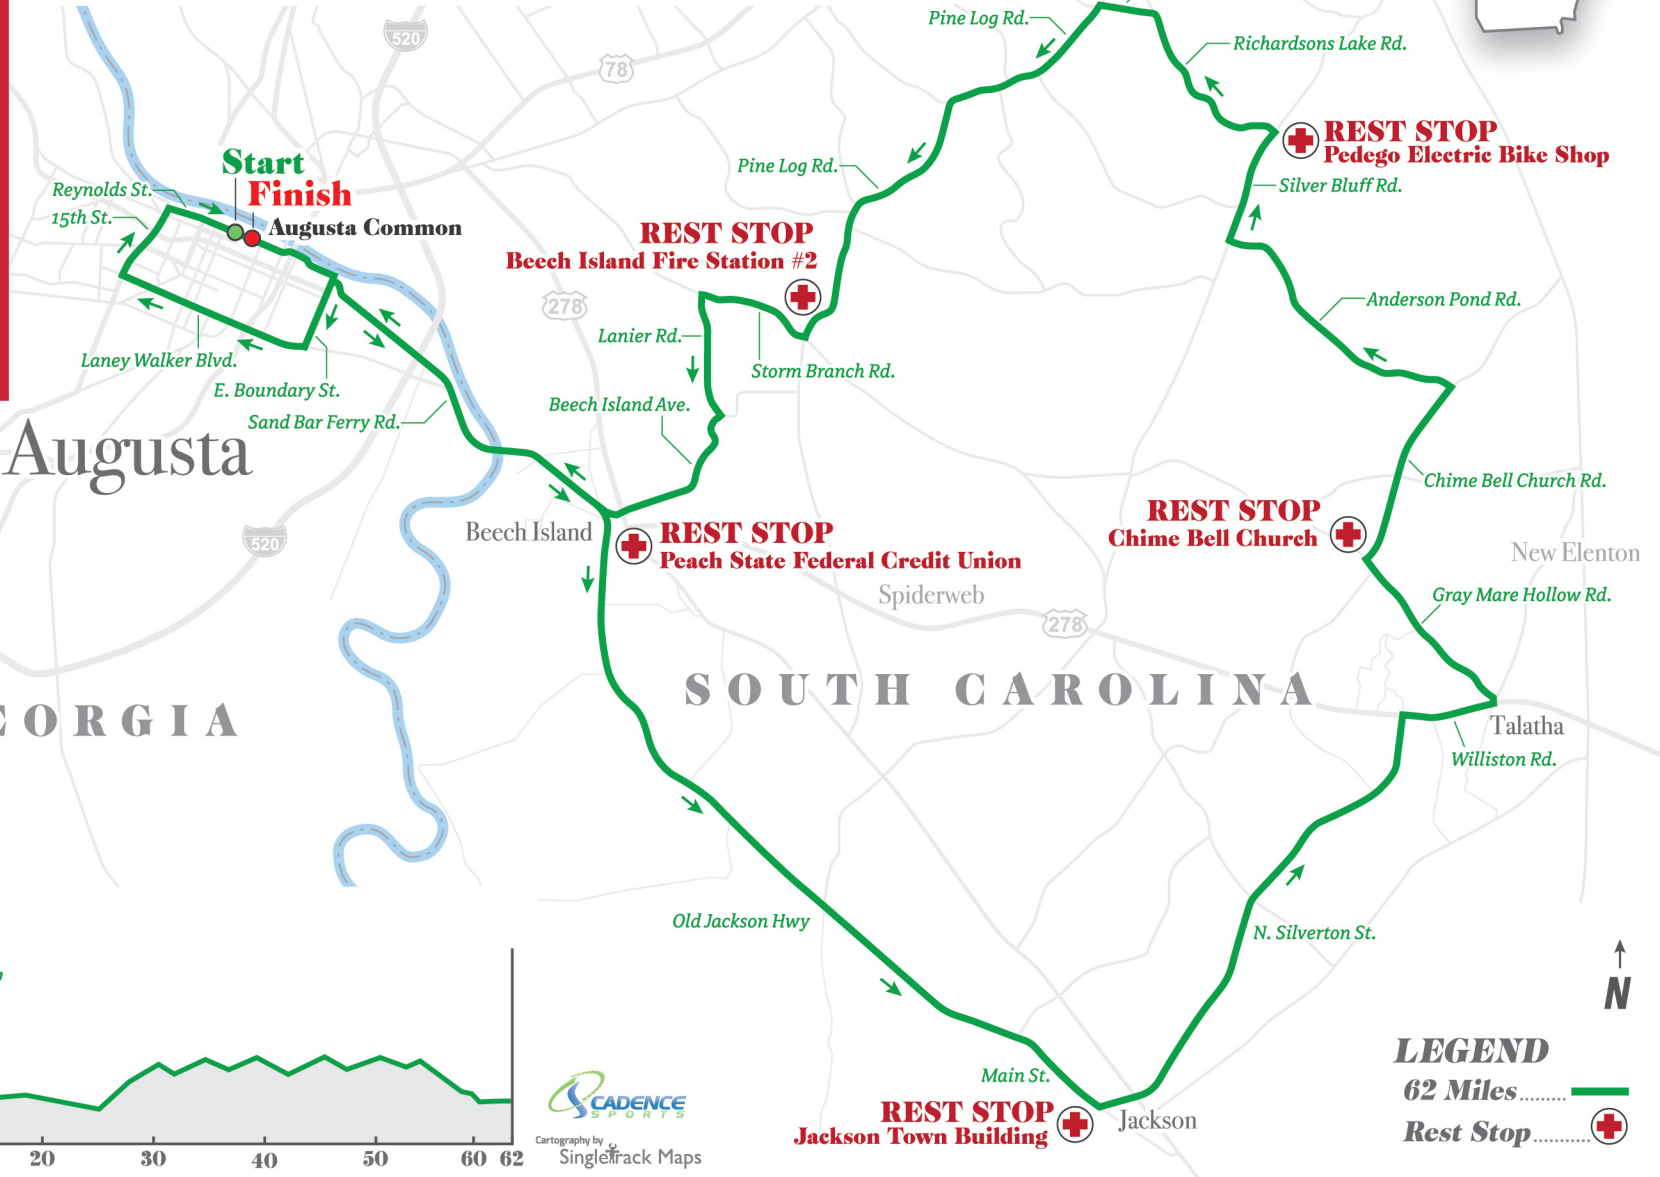 Pine Log Rd.
520
Richardsons Lake Rd.
78
REST STOP
Pedego Electric Bike Shop
Start
Finish
Augusta Common
Reynolds St.
15th St.
Pine Log Rd.
Silver Bluff Rd.
REST STOP
Beech Island Fire Station #2
278
Anderson Pond Rd.
Lanier Rd.
Storm Branch Rd.
Laney Walker Blvd.
E. Boundary St.
Sand Bar Ferry Rd.
Beech Island Ave.
Augusta
Chime Bell Church Rd.
REST STOP
Chime Bell Church
Beech Island
REST STOP
Peach State Federal Credit Union
520
New Elenton
Spiderweb
Gray Mare Hollow Rd.
278
SOUTH CAROLINA
EORGIA
Talatha
Williston Rd.
Old Jackson Hwy
N. Silverton St.
N
LEGEND
62 Miles
Rest Stop
Main St.
REST STOP
Jackson Town Building
Jackson
CADENCE
SPORTS
Cartography by
Singletrack Maps
20 30 40 50 60 62